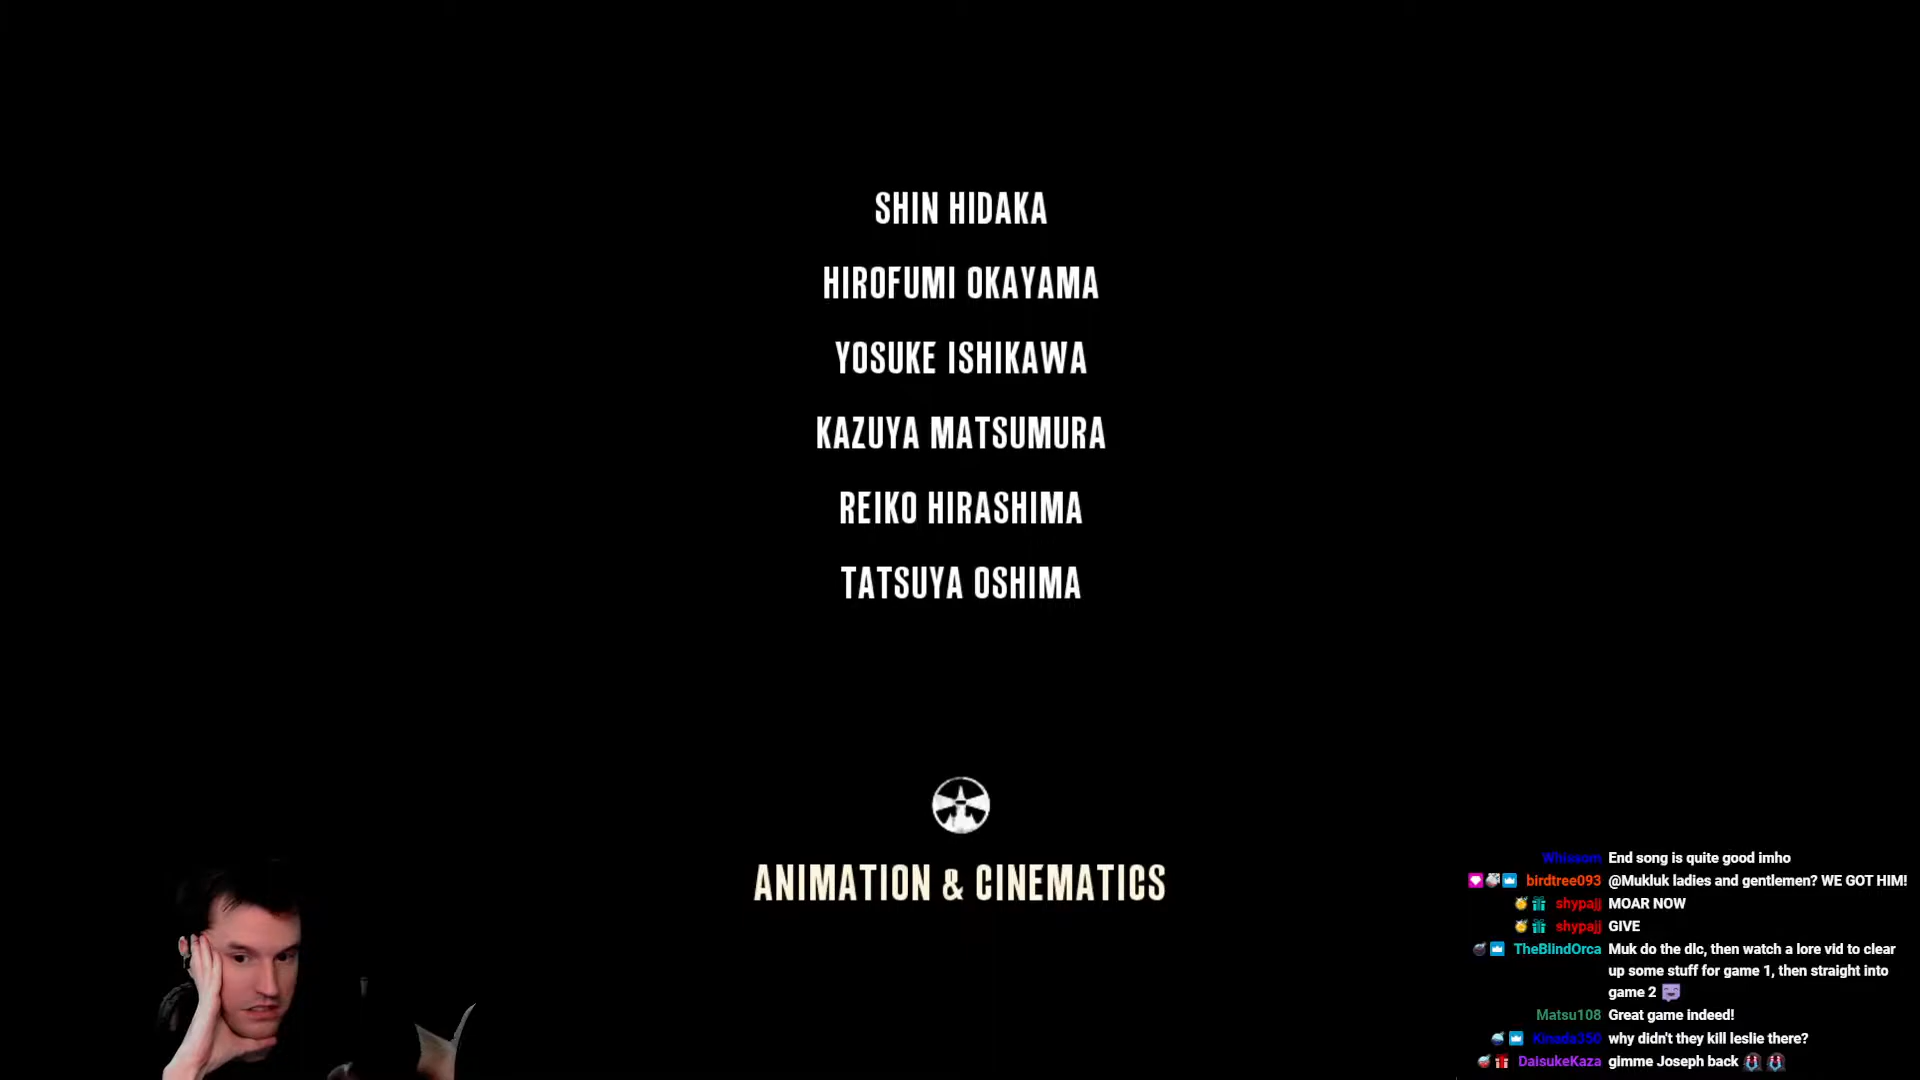 SHIN HIDAKA
HIROFUMI OKAYAMA
YOSUKE ISHIKAWA
KAZUYA MATSUMURA
REIKO HIRASHIMA
TATSUYA OSHIMA
ANIMATION & CINEMATICS
Whissom End song is quite good imho
birdtree093 @Mukluk ladies and gentlemen? WE GOT HIM!
shypajj MOAR NOW
shypajj GIVE
TheBlindOrca Muk do the dlc, then watch a lore vid to clear
up some stuff for game 1, then straight into
game 2
Matsu108 Great game indeed!
Kinada350 why didn't they kill leslie there?
DaisukeKaza gimme Joseph back